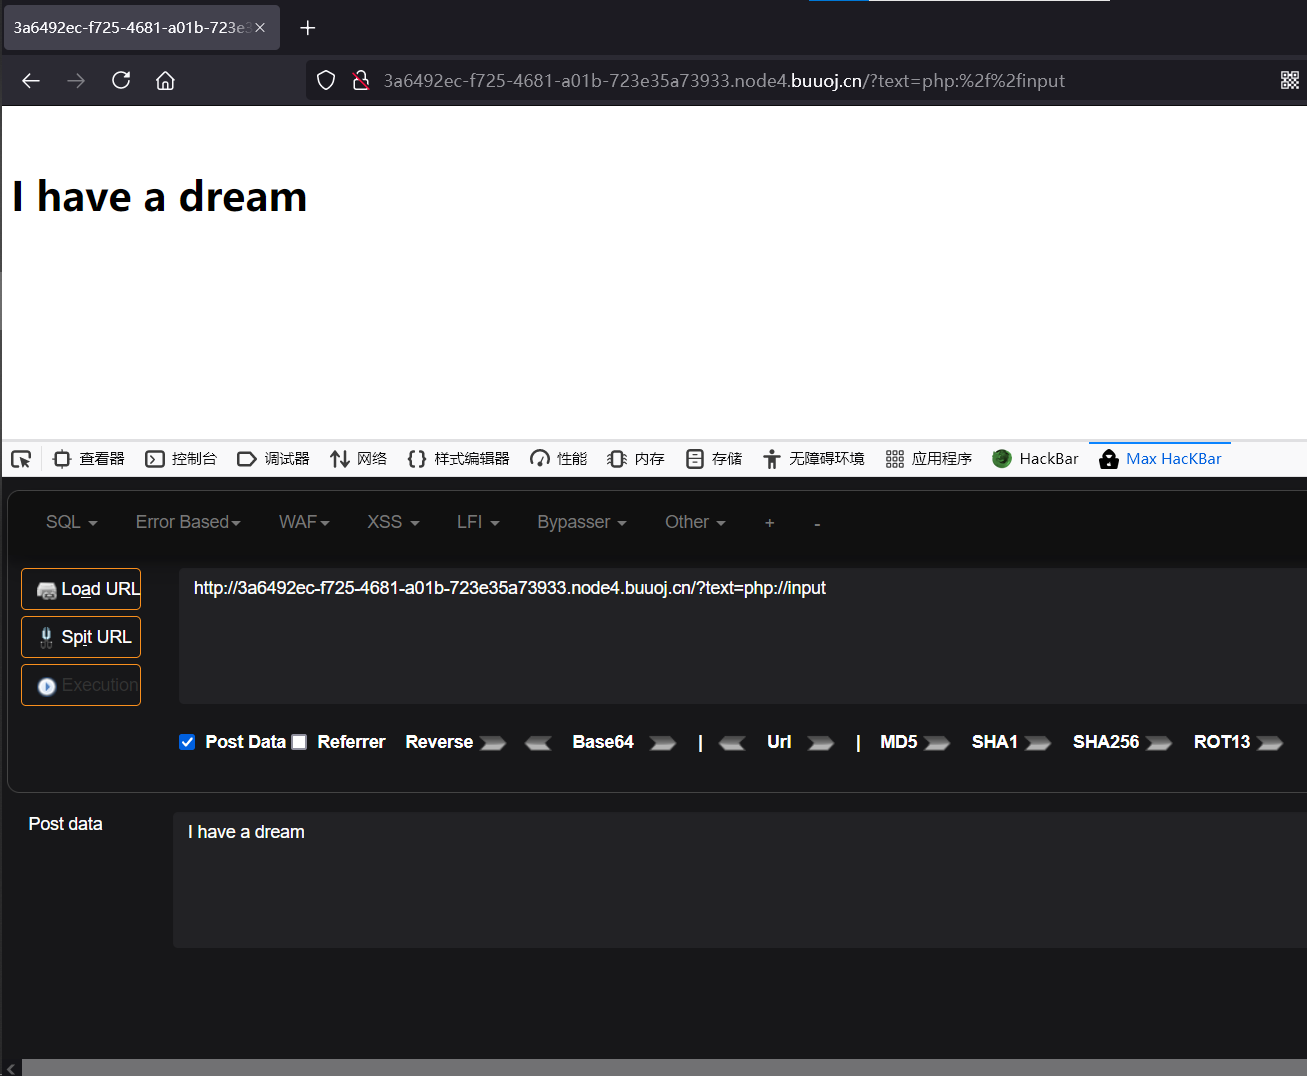 3a6492ec-f725-4681-a01b-723e3
3a6492ec-f725-4681-a01b-723e35a73933.node4.buuoj.cn/?text=php:%2f%2finput
I have a dream
查看器 控制台 调试器 网络 样式编辑器 性能 内存 存储 无障碍环境 应用程序 HackBar Max HacKBar
SQL Error Based WAF XSS LFI Bypasser Other + -
Load URL
http://3a6492ec-f725-4681-a01b-723e35a73933.node4.buuoj.cn/?text=php://input
Spit URL
Execution
Post Data Referrer Reverse Base64 | Url | MD5 SHA1 SHA256 ROT13
Post data
I have a dream